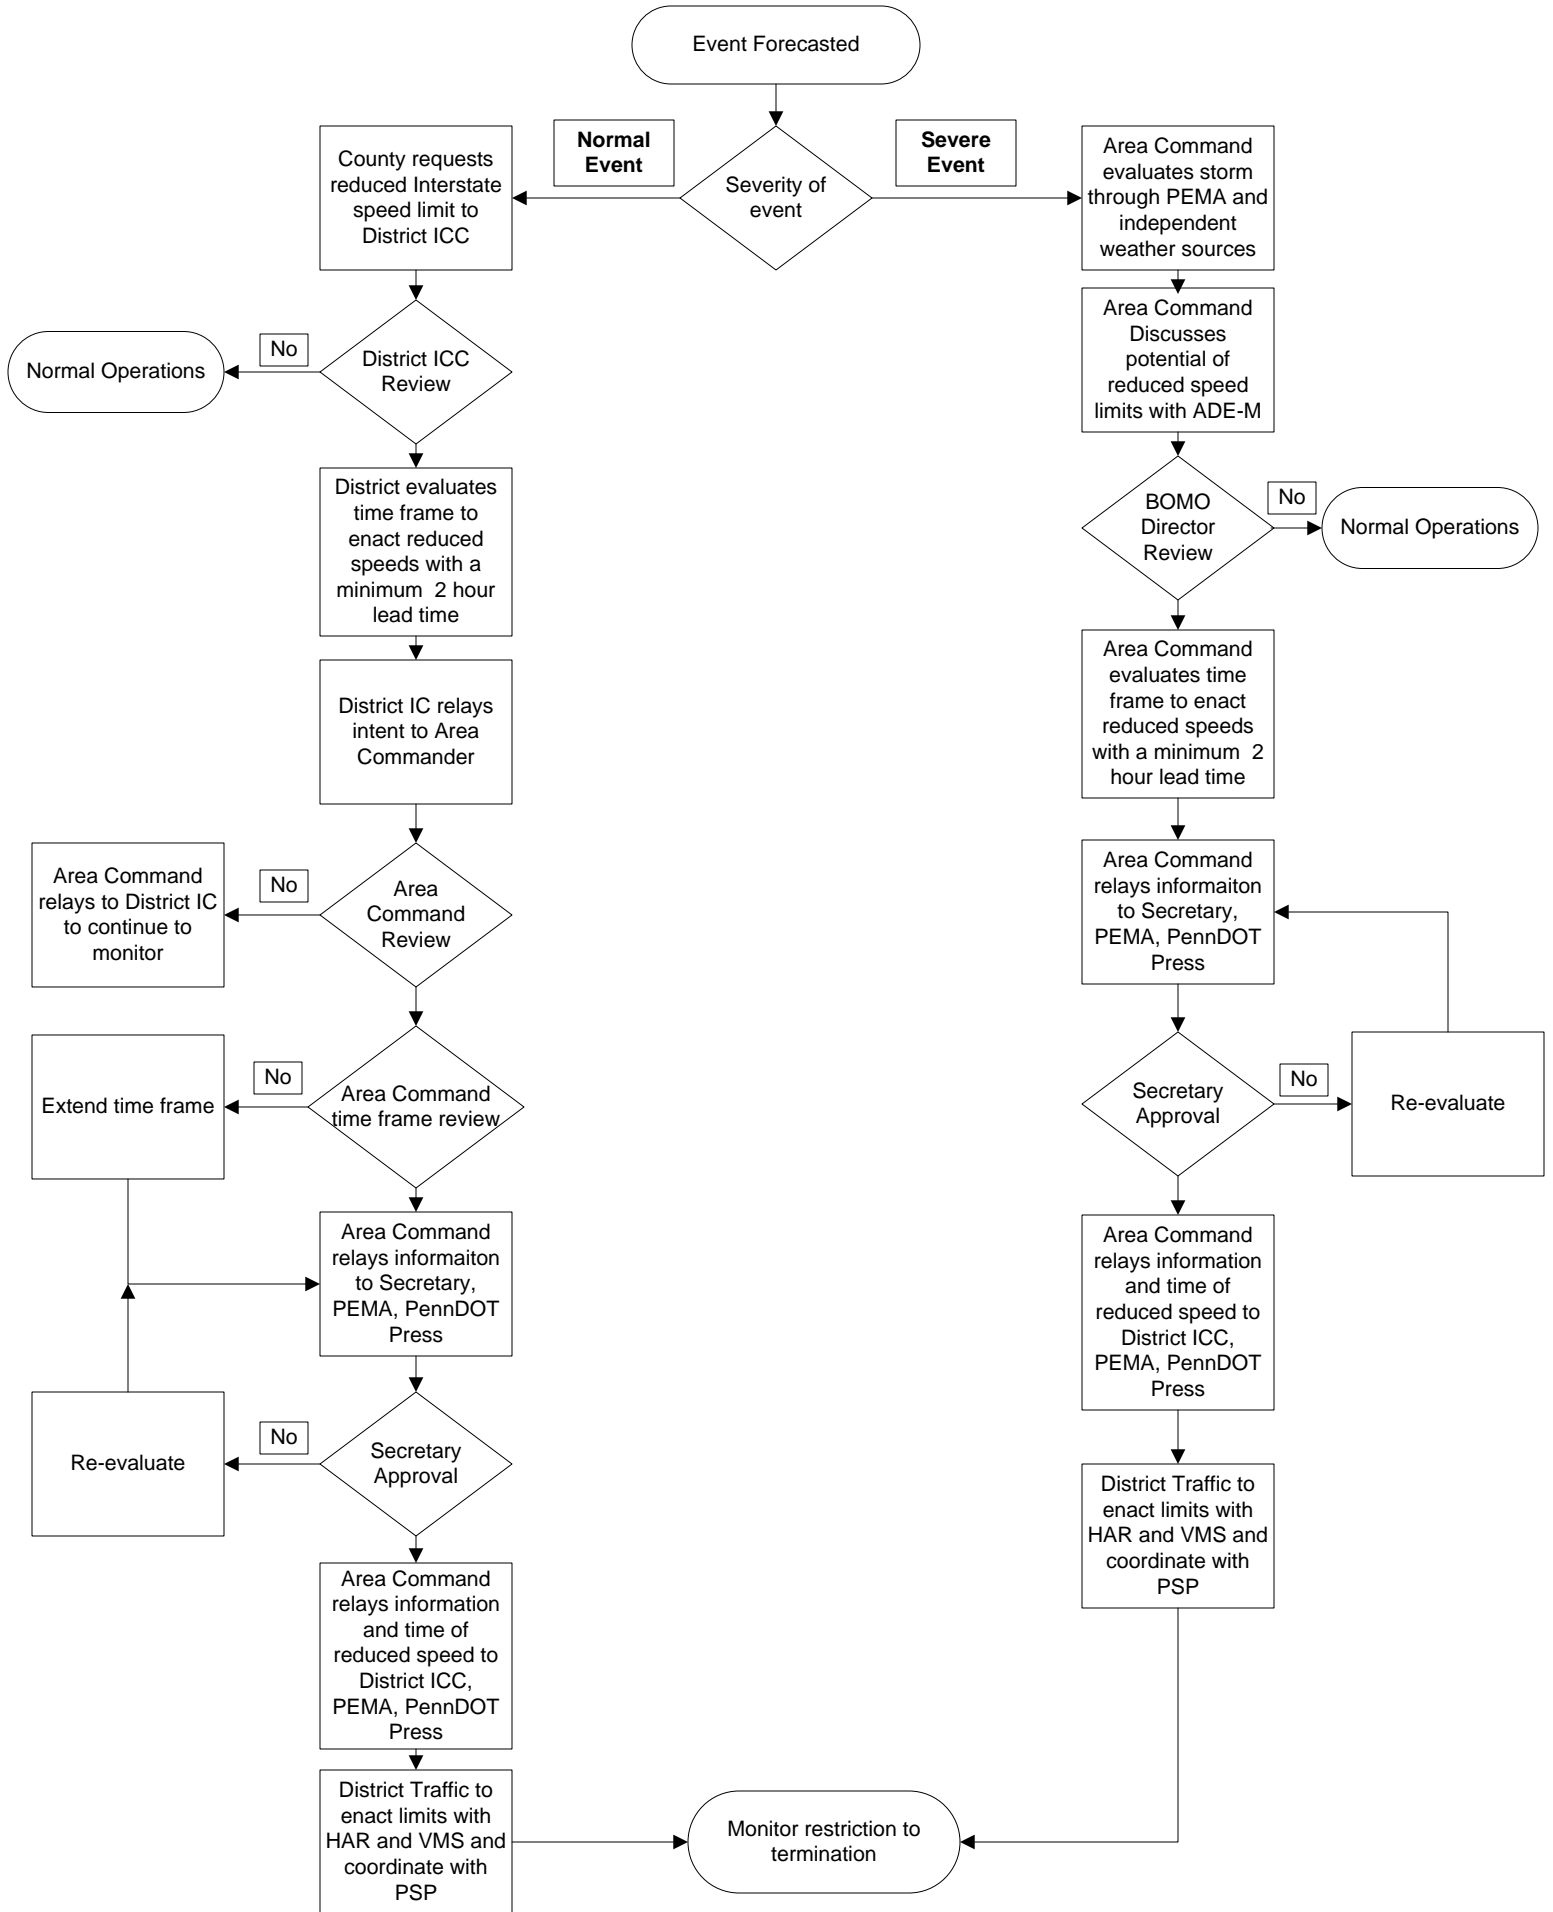 Event Forecasted
Normal
Event
Severe
Event
Severity of
event
County requests
reduced Interstate
speed limit to
District ICC
Area Command
evaluates storm
through PEMA and
independent
weather sources
No
Normal Operations
District ICC
Review
Area Command
Discusses
potential of
reduced speed
limits with ADE-M
District evaluates
time frame to
enact reduced
speeds with a
minimum  2 hour
lead time
BOMO
Director
Review
No
Normal Operations
District IC relays
intent to Area
Commander
Area Command
evaluates time
frame to enact
reduced speeds
with a minimum  2
hour lead time
Area Command
relays to District IC
to continue to
monitor
No
Area
Command
Review
Area Command
relays informaiton
to Secretary,
PEMA, PennDOT
Press
Extend time frame
No
Area Command
time frame review
Secretary
Approval
No
Re-evaluate
Area Command
relays informaiton
to Secretary,
PEMA, PennDOT
Press
Area Command
relays information
and time of
reduced speed to
District ICC,
PEMA, PennDOT
Press
Re-evaluate
No
Secretary
Approval
District Traffic to
enact limits with
HAR and VMS and
coordinate with
PSP
Area Command
relays information
and time of
reduced speed to
District ICC,
PEMA, PennDOT
Press
District Traffic to
enact limits with
HAR and VMS and
coordinate with
PSP
Monitor restriction to
termination